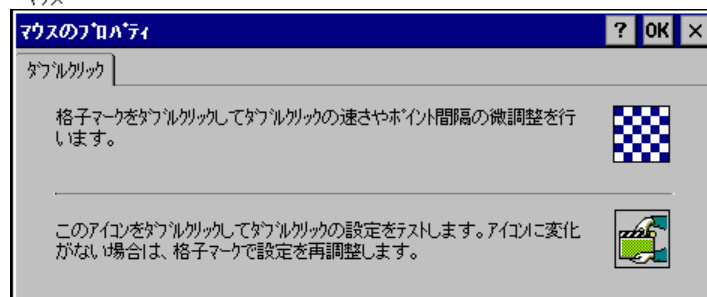 マウスのプロパティ ? OK ×
ダブルクリック
格子マークをダブルクリックしてダブルクリックの速さやポイント間隔の微調整を行
います。
このアイコンをダブルクリックしてダブルクリックの設定をテストします。アイコンに変化
がない場合は、格子マークで設定を再調整します。